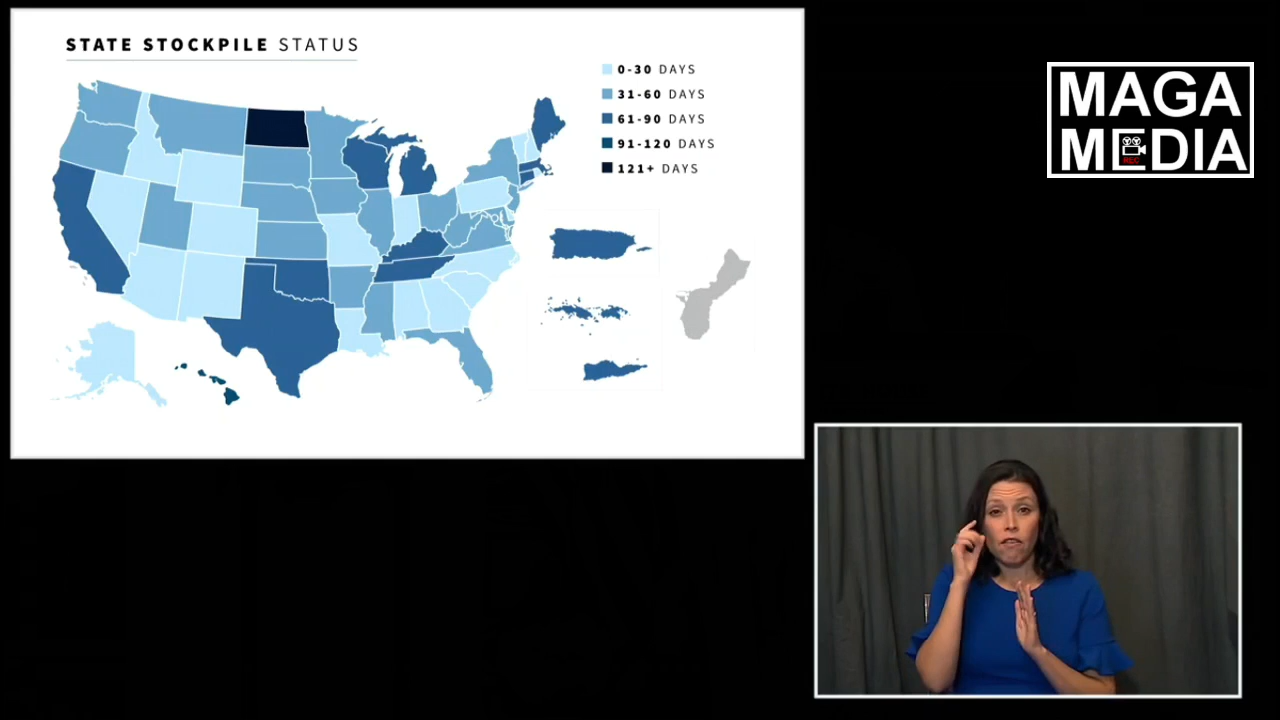 STATE STOCKPILE STATUS
0-30 DAYS
31-60 DAYS
61-90 DAYS
91-120 DAYS
121+ DAYS
MAGA
MEDIA
REC